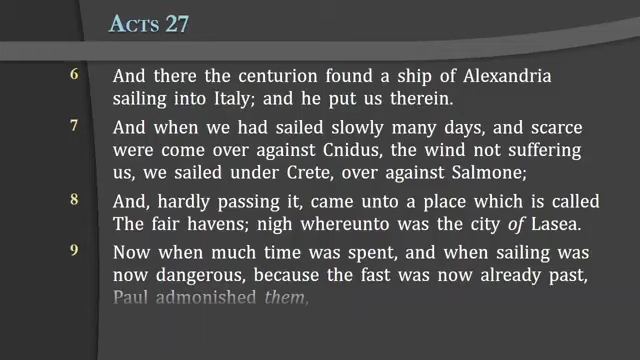 ACTS 27
6 And there the centurion found a ship of Alexandria
sailing into Italy; and he put us therein.
7 And when we had sailed slowly many days, and scarce
were come over against Cnidus, the wind not suffering
us, we sailed under Crete, over against Salmone;
8 And, hardly passing it, came unto a place which is called
The fair havens; nigh whereunto was the city of Lasea.
9 Now when much time was spent, and when sailing was
now dangerous, because the fast was now already past,
Paul admonished them,